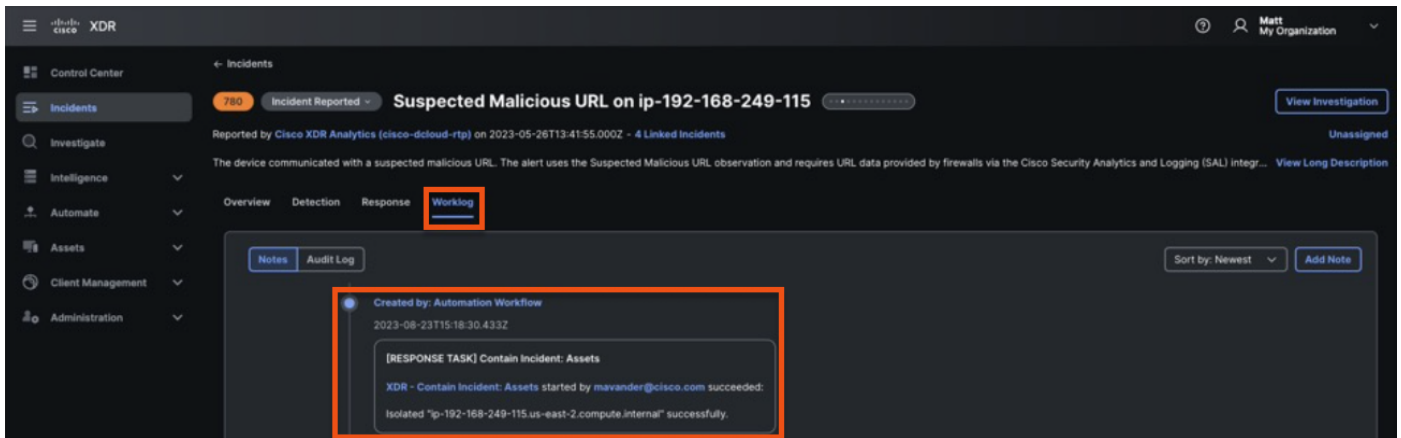 cisco XDR
Matt
My Organization
Control Center
Incidents
Investigate
Intelligence
Automate
Assets
Client Management
Administration
← Incidents
780 Incident Reported Suspected Malicious URL on ip-192-168-249-115
View Investigation
Reported by Cisco XDR Analytics (cisco-dcloud-rtp) on 2023-05-26T13:41:55.000Z - 4 Linked Incidents
Unassigned
The device communicated with a suspected malicious URL. The alert uses the Suspected Malicious URL observation and requires URL data provided by firewalls via the Cisco Security Analytics and Logging (SAL) integr... View Long Description
Overview Detection Response Worklog
Notes Audit Log
Sort by: Newest Add Note
Created by: Automation Workflow
2023-08-23T15:18:30.433Z
[RESPONSE TASK] Contain Incident: Assets
XDR - Contain Incident: Assets started by mavander@cisco.com succeeded:
Isolated "ip-192-168-249-115.us-east-2.compute.internal" successfully.